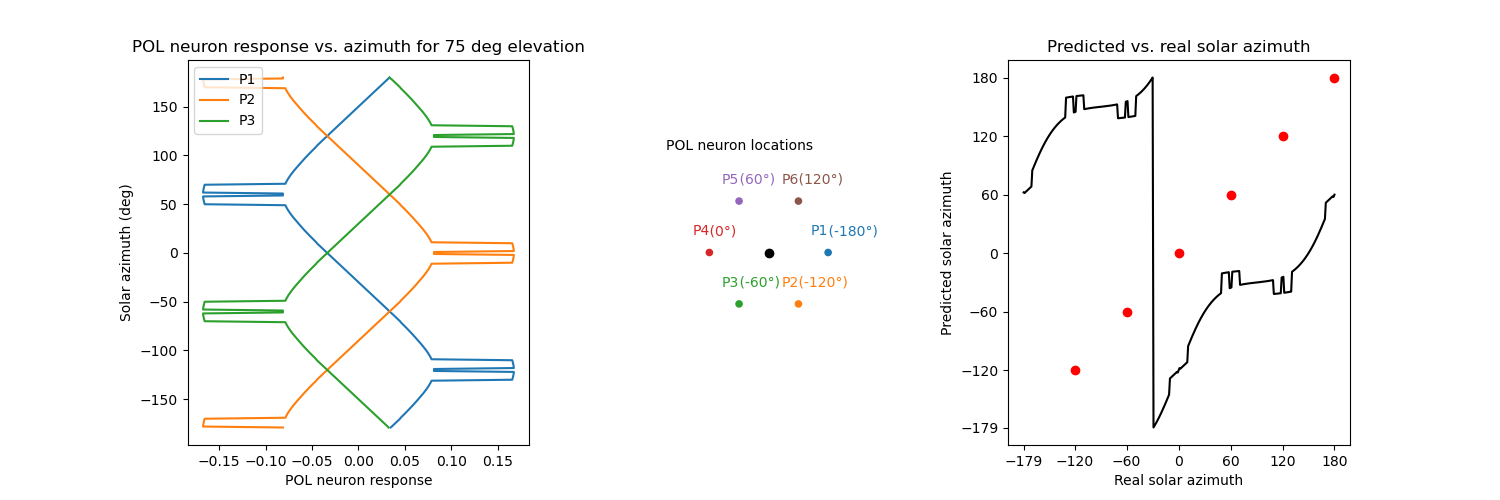 POL neuron response vs. azimuth for 75 deg elevation
P1
P2
P3
150
100
50
0
−50
−100
−150
Solar azimuth (deg)
−0.15 −0.10 −0.05 0.00 0.05 0.10 0.15
POL neuron response
POL neuron locations
P5(60°) P6(120°)
P4(0°) P1(-180°)
P3(-60°) P2(-120°)
Predicted vs. real solar azimuth
180
120
60
0
−60
−120
−179
Predicted solar azimuth
−179 −120 −60 0 60 120 180
Real solar azimuth